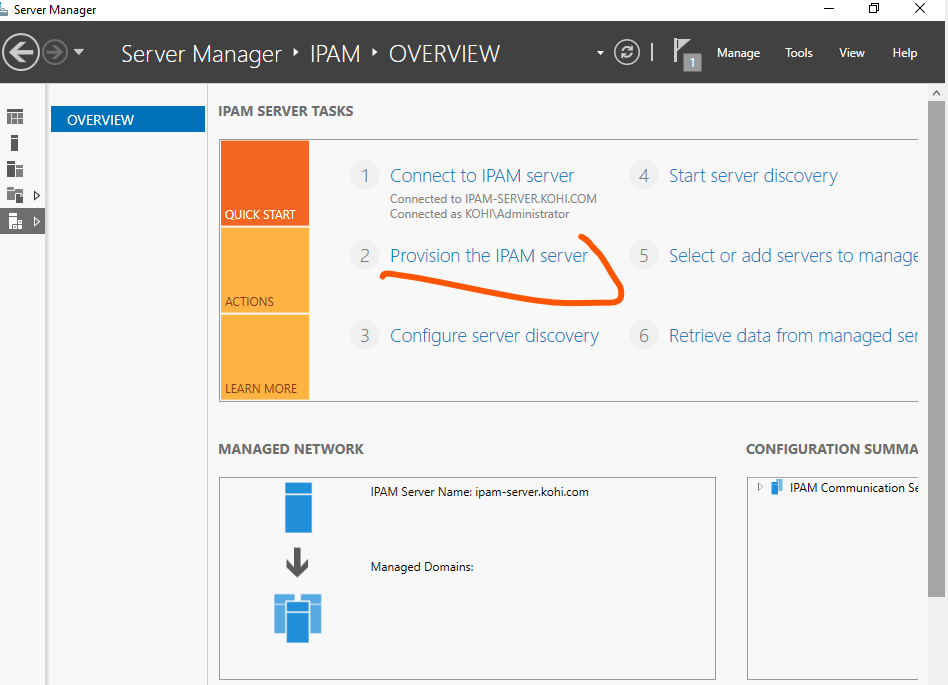 Server Manager
Server Manager ‣ IPAM ‣ OVERVIEW
1
Manage
Tools
View
Help
OVERVIEW
IPAM SERVER TASKS
QUICK START
ACTIONS
LEARN MORE
1 Connect to IPAM server
Connected to IPAM-SERVER.KOHI.COM
Connected as KOHI\Administrator
2 Provision the IPAM server
3 Configure server discovery
4 Start server discovery
5 Select or add servers to manage
6 Retrieve data from managed ser
MANAGED NETWORK
IPAM Server Name: ipam-server.kohi.com
Managed Domains:
CONFIGURATION SUMMA
IPAM Communication Se